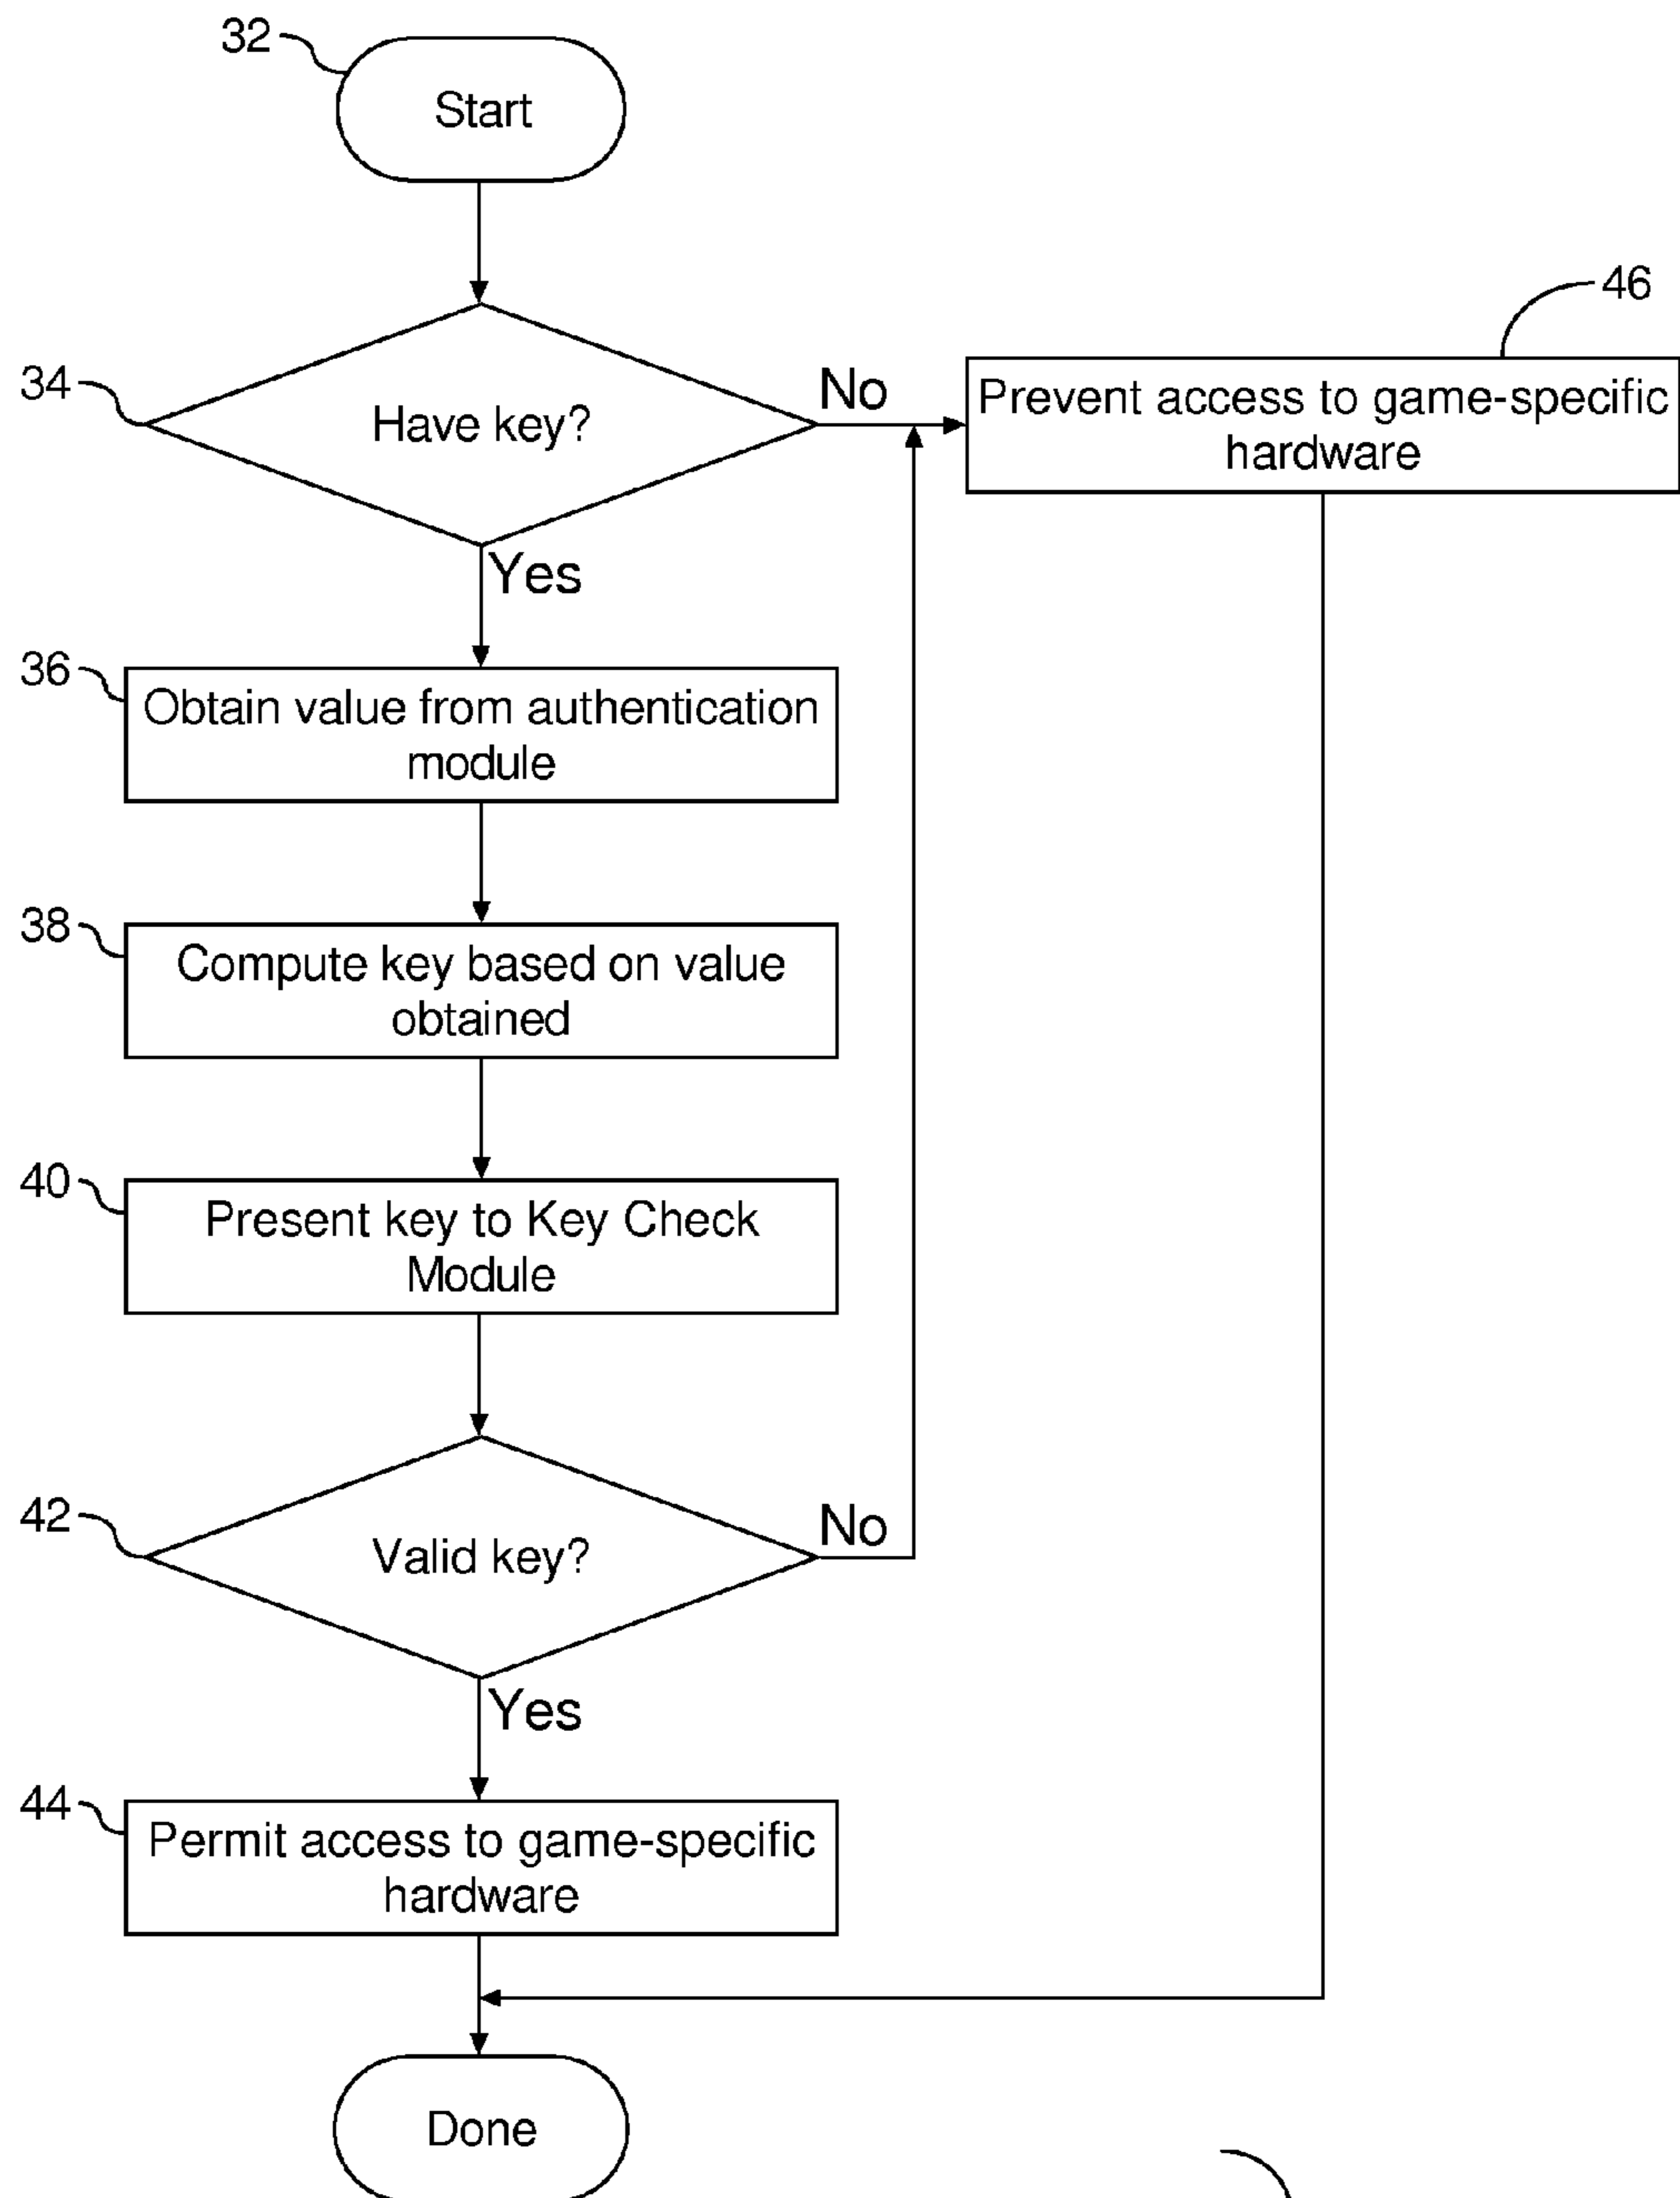 32
Start
34
Have key?
No
46
Prevent access to game-specific
hardware
Yes
36
Obtain value from authentication
module
38
Compute key based on value
obtained
40
Present key to Key Check
Module
42
Valid key?
No
Yes
44
Permit access to game-specific
hardware
Done